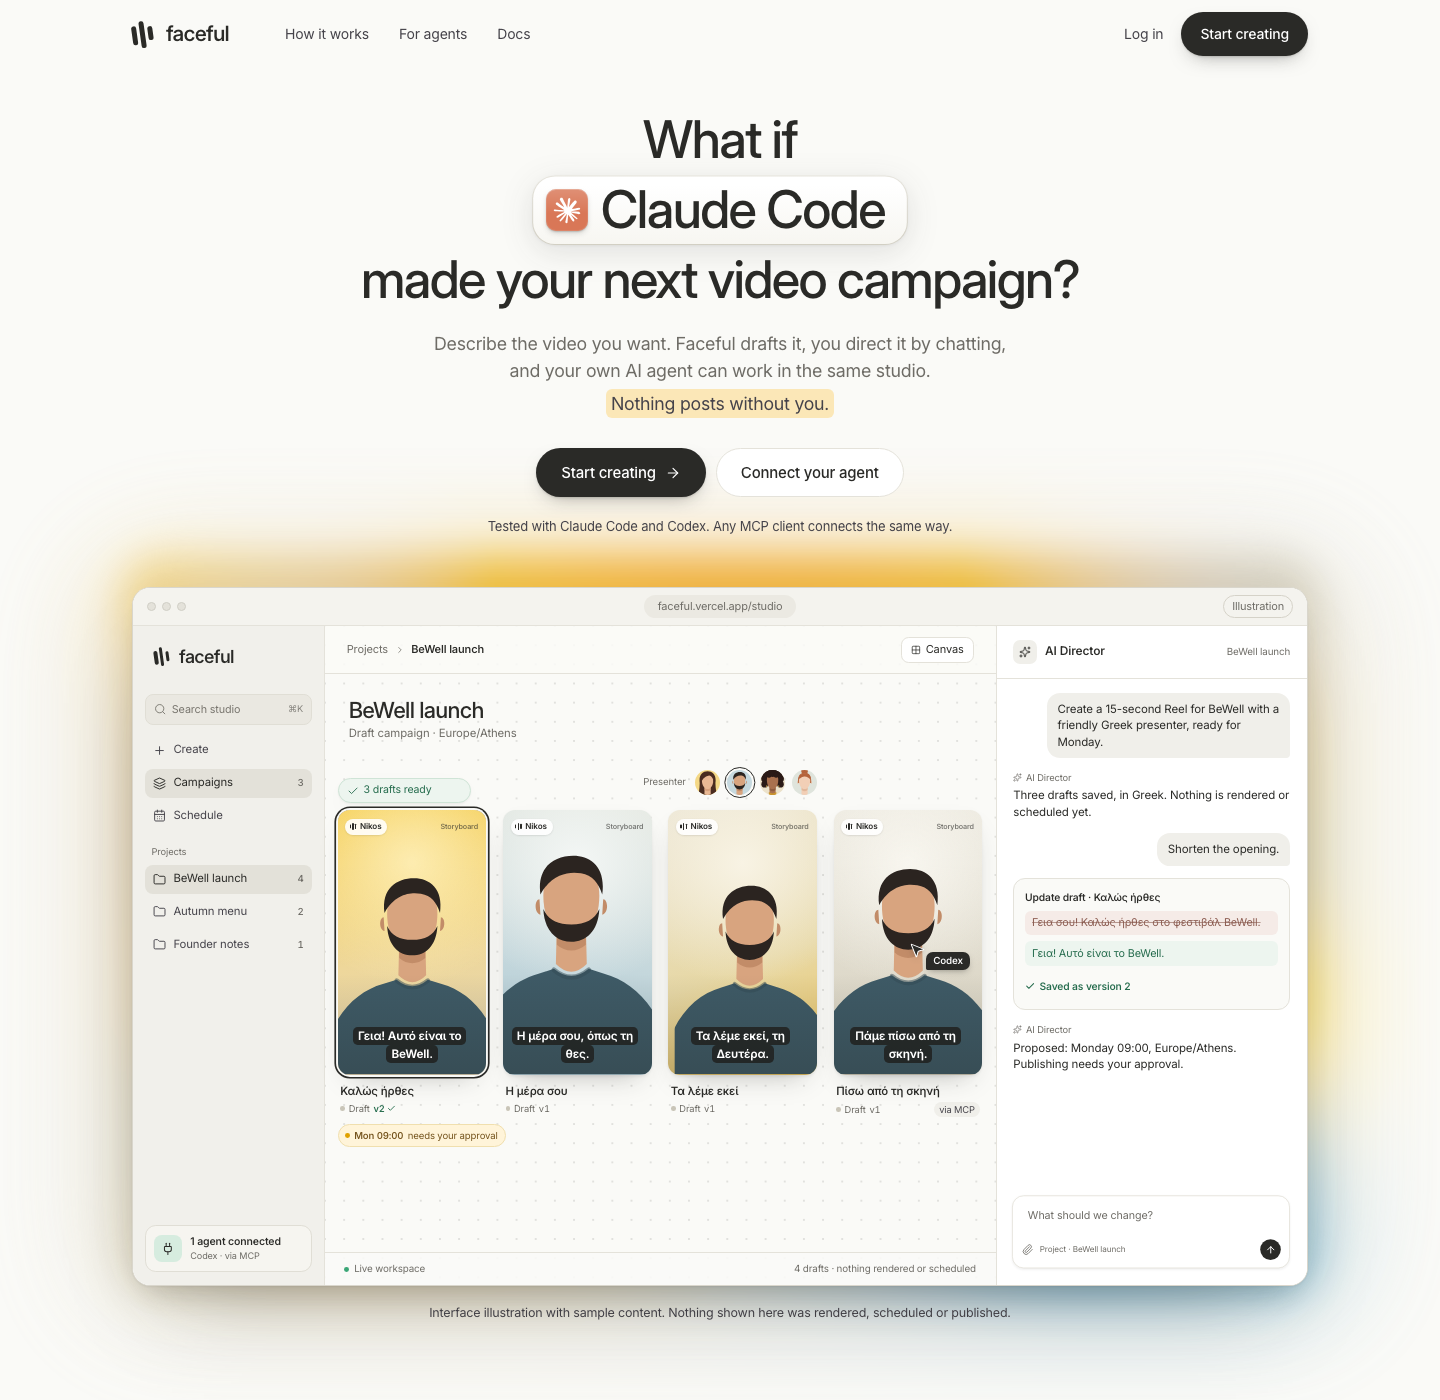 faceful
How it works
For agents
Docs
Log in
Start creating
What if
Claude Code
made your next video campaign?
Describe the video you want. Faceful drafts it, you direct it by chatting,
and your own AI agent can work in the same studio.
Nothing posts without you.
Start creating
Connect your agent
Tested with Claude Code and Codex. Any MCP client connects the same way.
faceful.vercel.app/studio
Illustration
faceful
Search studio
⌘K
Create
Campaigns 3
Schedule
Projects
BeWell launch 4
Autumn menu 2
Founder notes 1
1 agent connected
Codex · via MCP
Projects
BeWell launch
Canvas
BeWell launch
Draft campaign · Europe/Athens
3 drafts ready
Presenter
Nikos
Storyboard
Γεια! Αυτό είναι το
BeWell.
Καλώς ήρθες
Draft v2
Mon 09:00 needs your approval
Nikos
Storyboard
Η μέρα σου, όπως τη
θες.
Η μέρα σου
Draft v1
Nikos
Storyboard
Τα λέμε εκεί, τη
Δευτέρα.
Τα λέμε εκεί
Draft v1
Nikos
Storyboard
Codex
Πάμε πίσω από τη
σκηνή.
Πίσω από τη σκηνή
Draft v1
via MCP
Live workspace
4 drafts · nothing rendered or scheduled
AI Director
BeWell launch
Create a 15-second Reel for BeWell with a
friendly Greek presenter, ready for
Monday.
AI Director
Three drafts saved, in Greek. Nothing is rendered or
scheduled yet.
Shorten the opening.
Update draft · Καλώς ήρθες
Γεια σου! Καλώς ήρθες στο φεστιβάλ BeWell.
Γεια! Αυτό είναι το BeWell.
Saved as version 2
AI Director
Proposed: Monday 09:00, Europe/Athens.
Publishing needs your approval.
What should we change?
Project · BeWell launch
Interface illustration with sample content. Nothing shown here was rendered, scheduled or published.